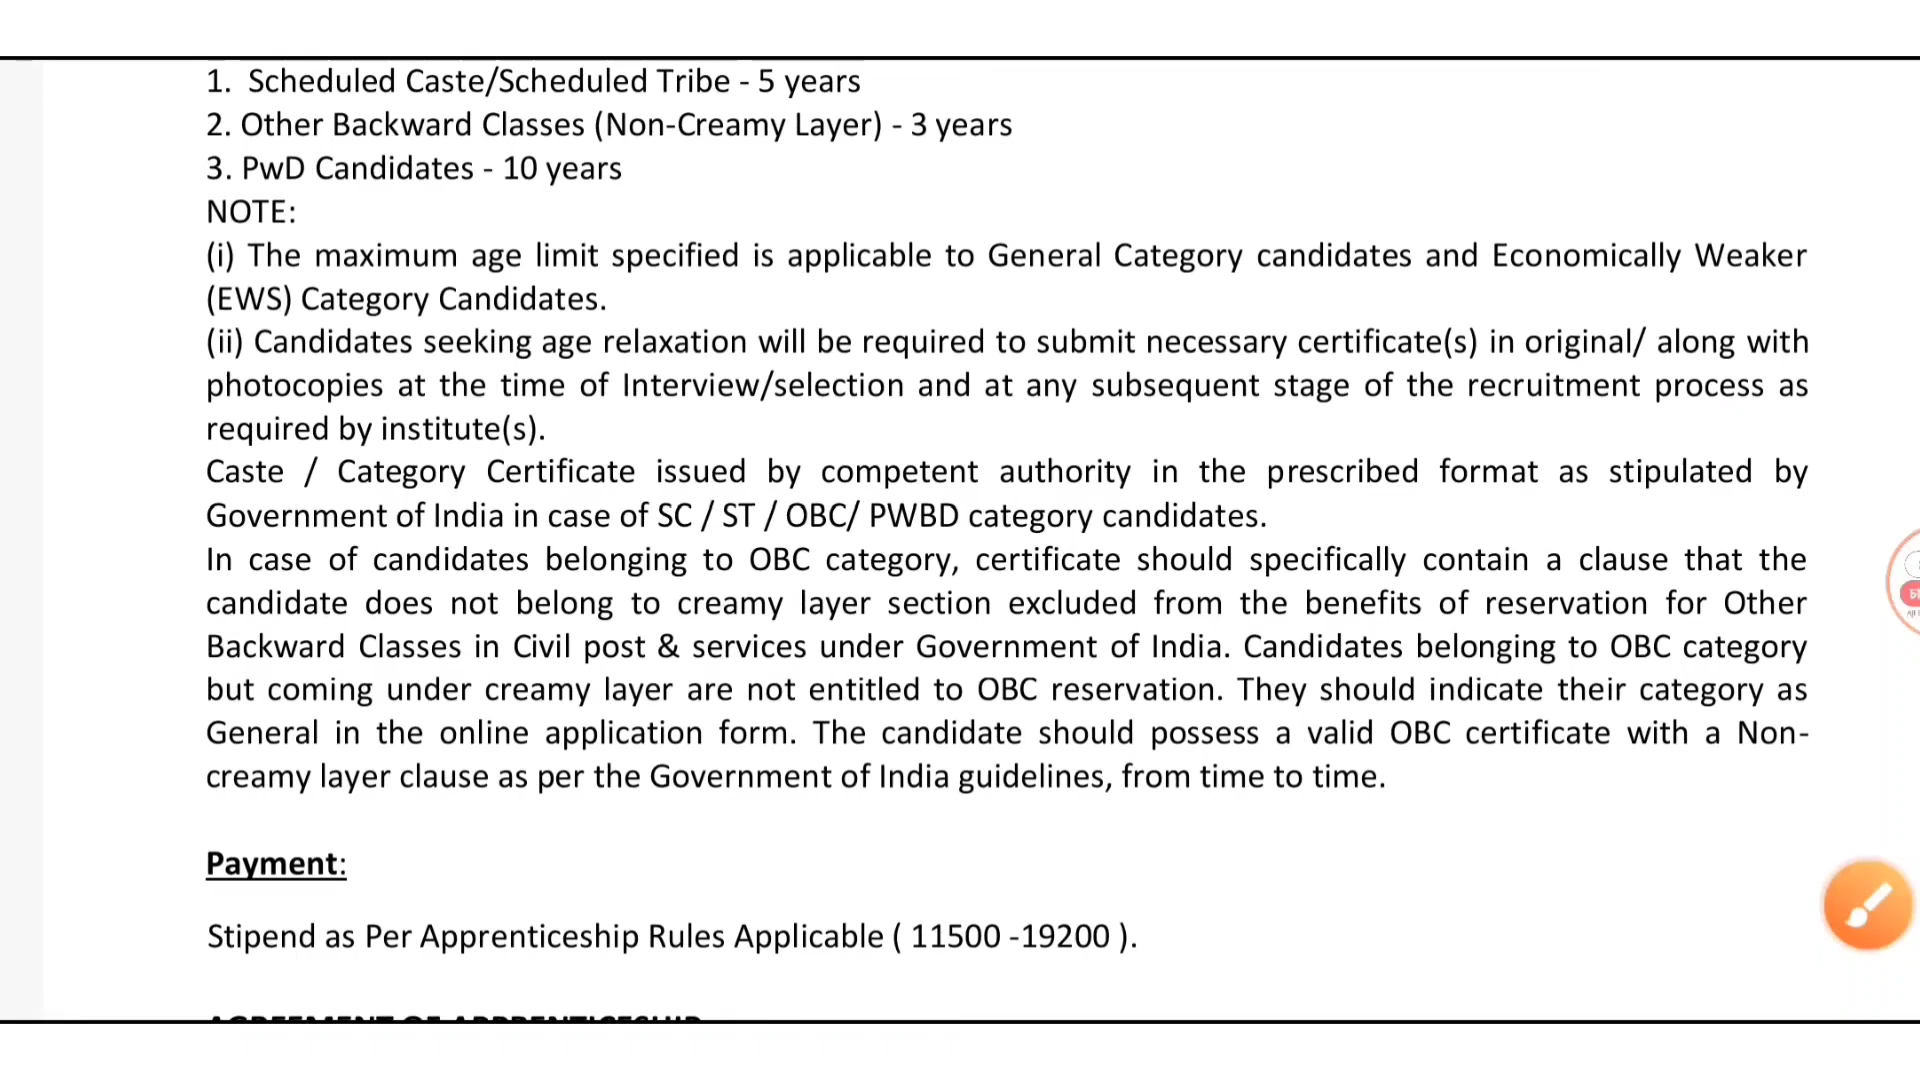 1. Scheduled Caste/Scheduled Tribe - 5 years
2. Other Backward Classes (Non-Creamy Layer) - 3 years
3. PwD Candidates - 10 years
NOTE:
(i) The maximum age limit specified is applicable to General Category candidates and Economically Weaker
(EWS) Category Candidates.
(ii) Candidates seeking age relaxation will be required to submit necessary certificate(s) in original/ along with
photocopies at the time of Interview/selection and at any subsequent stage of the recruitment process as
required by institute(s).
Caste / Category Certificate issued by competent authority in the prescribed format as stipulated by
Government of India in case of SC / ST / OBC/ PWBD category candidates.
In case of candidates belonging to OBC category, certificate should specifically contain a clause that the
candidate does not belong to creamy layer section excluded from the benefits of reservation for Other
Backward Classes in Civil post & services under Government of India. Candidates belonging to OBC category
but coming under creamy layer are not entitled to OBC reservation. They should indicate their category as
General in the online application form. The candidate should possess a valid OBC certificate with a Non-
creamy layer clause as per the Government of India guidelines, from time to time.
Payment:
Stipend as Per Apprenticeship Rules Applicable ( 11500 -19200 ).
AGREEMENT OF APPRENTICESHIP